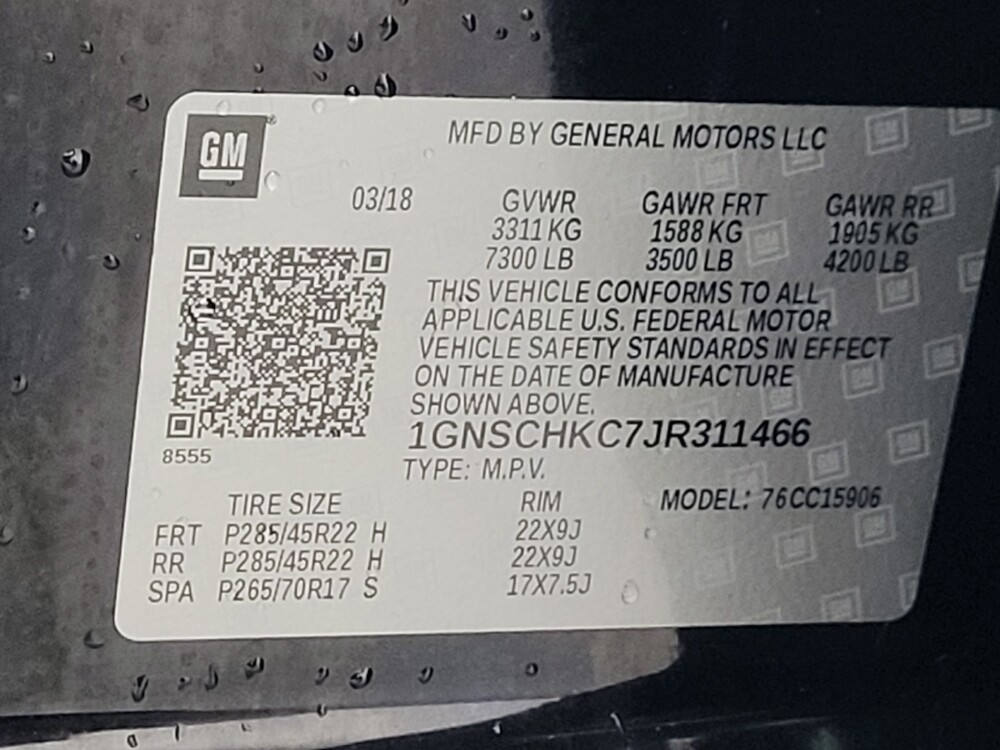 GM
MFD BY GENERAL MOTORS LLC
03/18 GVWR GAWR FRT GAWR RR
3311 KG 1588 KG 1905 KG
7300 LB 3500 LB 4200 LB
THIS VEHICLE CONFORMS TO ALL
APPLICABLE U.S. FEDERAL MOTOR
VEHICLE SAFETY STANDARDS IN EFFECT
ON THE DATE OF MANUFACTURE
SHOWN ABOVE.
1GNSCHKC7JR311466
8555
TYPE: M.P.V.
TIRE SIZE RIM MODEL: 76CC15906
FRT P285/45R22 H 22X9J
RR P285/45R22 H 22X9J
SPA P265/70R17 S 17X7.5J